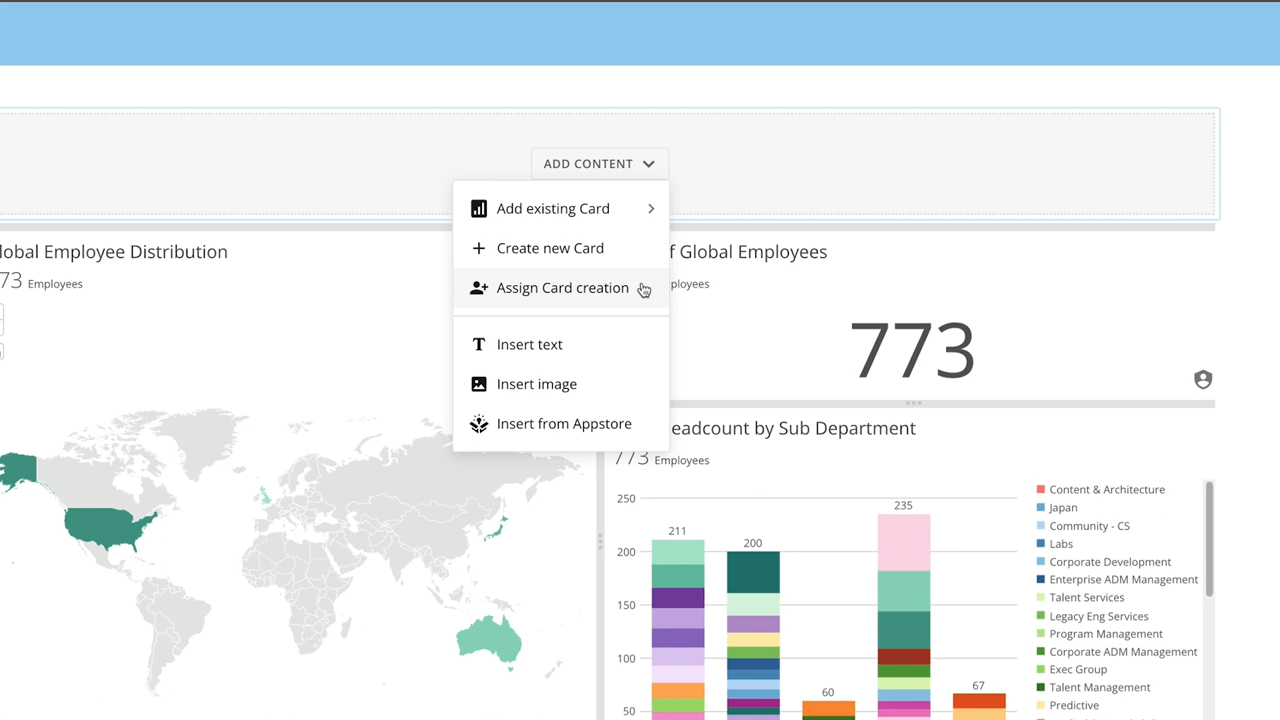 ADD CONTENT
Add existing Card
Create new Card
Assign Card creation
Insert text
Insert image
Insert from Appstore
lobal Employee Distribution
73 Employees
f Global Employees
ployees
773
eadcount by Sub Department
773 Employees
250
200
150
100
50
211
200
60
235
67
Content & Architecture
Japan
Community - CS
Labs
Corporate Development
Enterprise ADM Management
Talent Services
Legacy Eng Services
Program Management
Corporate ADM Management
Exec Group
Talent Management
Predictive